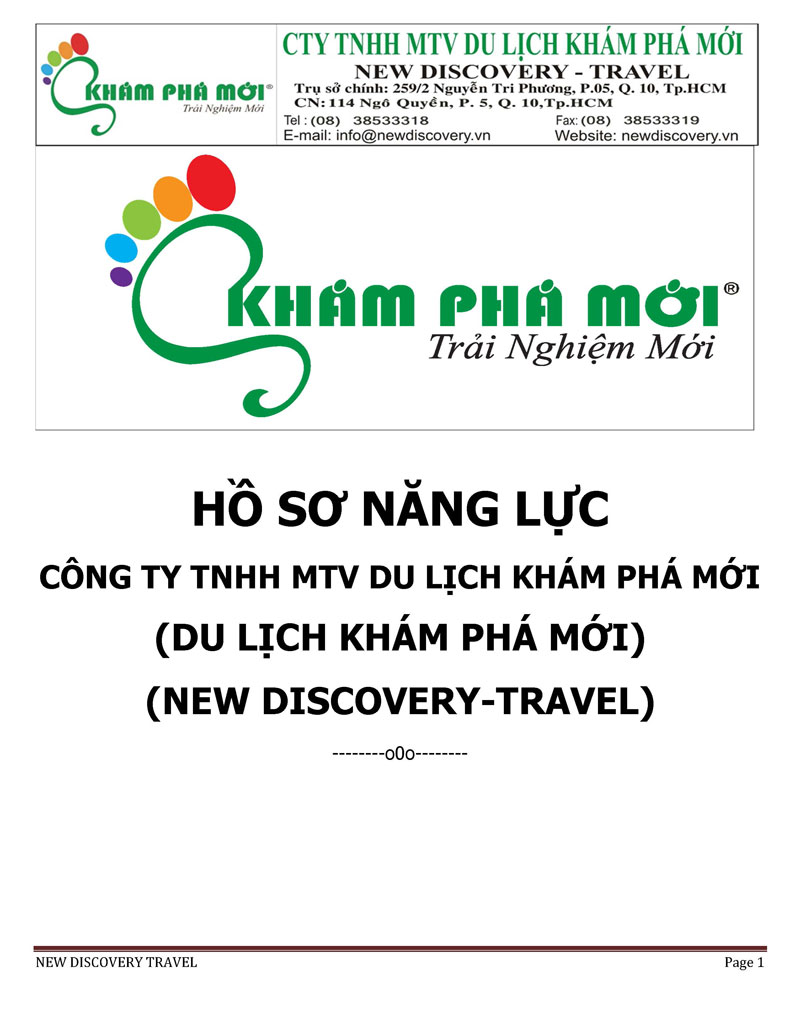 KHÁM PHÁ MỚI®
Trải Nghiệm Mới
CTY TNHH MTV DU LỊCH KHÁM PHÁ MỚI
NEW DISCOVERY - TRAVEL
Trụ sở chính: 259/2 Nguyễn Tri Phương, P.05, Q. 10, Tp.HCM
CN: 114 Ngô Quyền, P. 5, Q. 10,Tp.HCM
Tel : (08) 38533318 Fax: (08) 38533319
E-mail: info@newdiscovery.vn Website: newdiscovery.vn
KHÁM PHÁ MỚI®
Trải Nghiệm Mới
HỒ SƠ NĂNG LỰC
CÔNG TY TNHH MTV DU LỊCH KHÁM PHÁ MỚI
(DU LỊCH KHÁM PHÁ MỚI)
(NEW DISCOVERY-TRAVEL)
--------o0o--------
NEW DISCOVERY TRAVEL Page 1